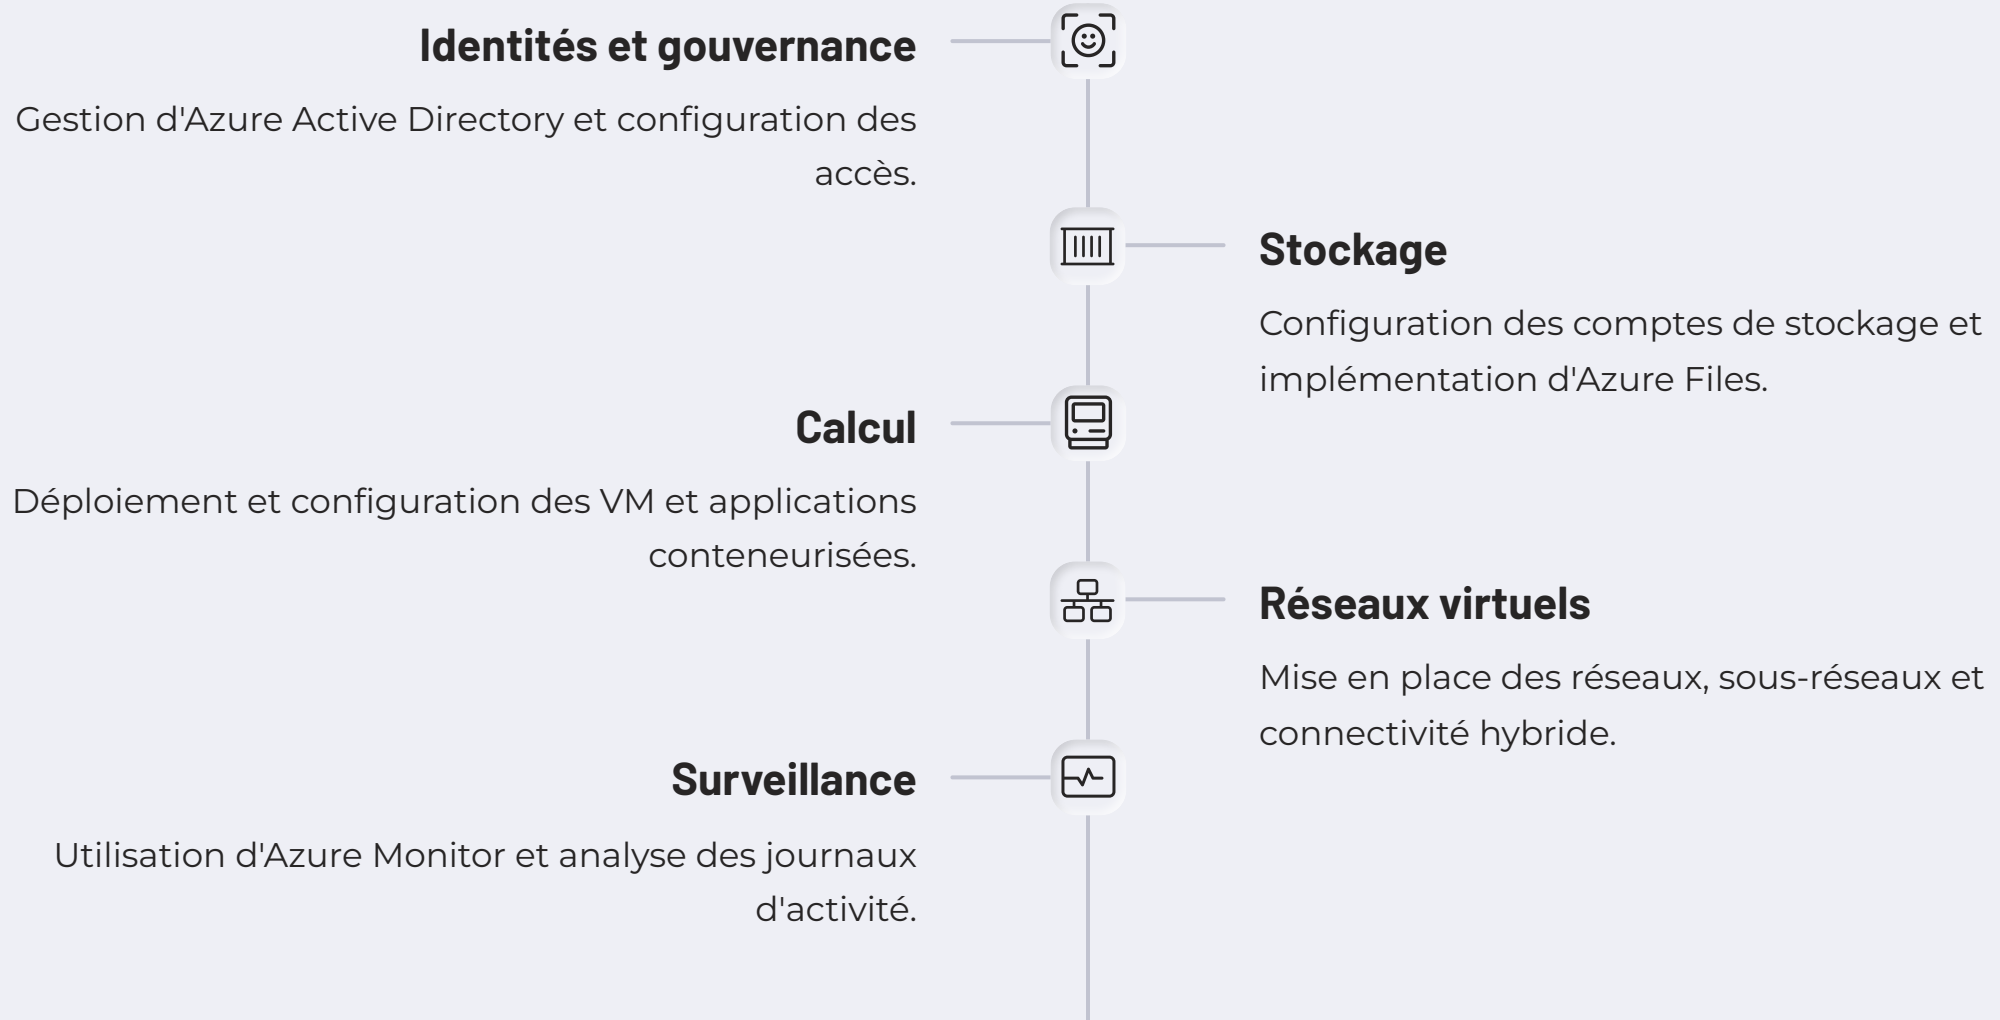 Identités et gouvernance
Gestion d'Azure Active Directory et configuration des
accès.
Stockage
Configuration des comptes de stockage et
implémentation d'Azure Files.
Calcul
Déploiement et configuration des VM et applications
conteneurisées.
Réseaux virtuels
Mise en place des réseaux, sous-réseaux et
connectivité hybride.
Surveillance
Utilisation d'Azure Monitor et analyse des journaux
d'activité.